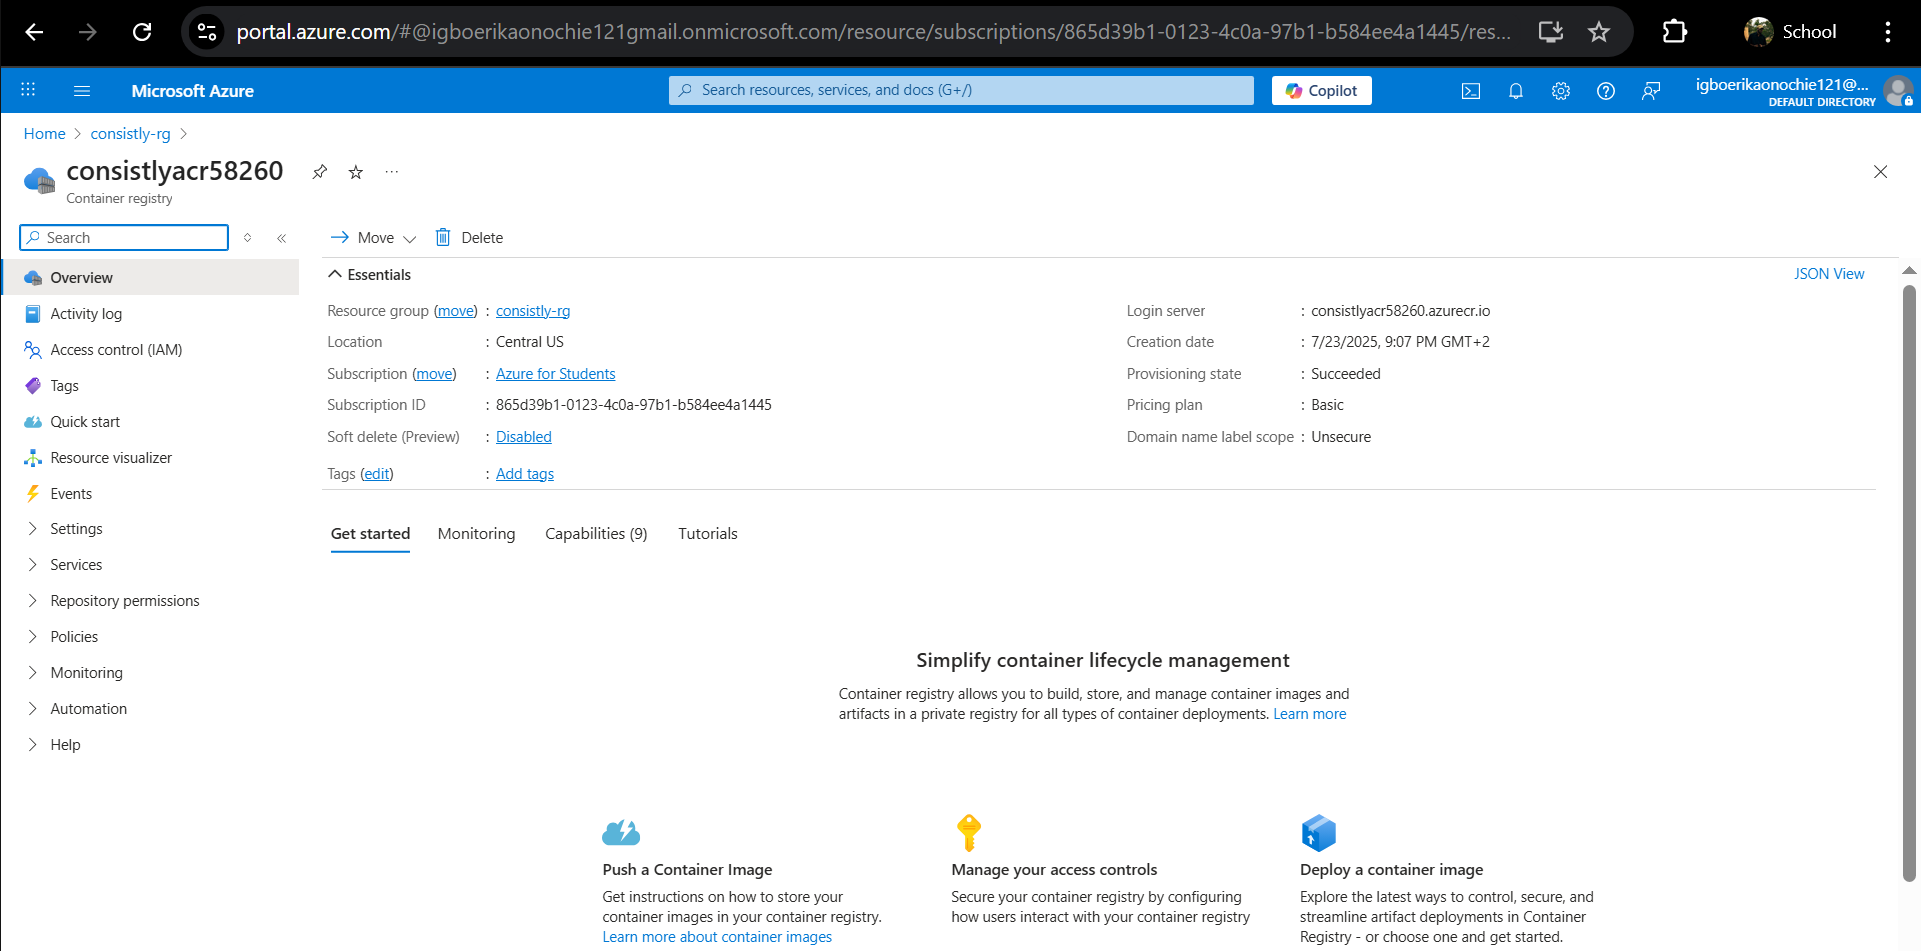 portal.azure.com/#@igboerikaonochie121gmail.onmicrosoft.com/resource/subscriptions/865d39b1-0123-4c0a-97b1-b584ee4a1445/res...
School
Microsoft Azure
Search resources, services, and docs (G+/)
Copilot
igboerikaonochie121@...
DEFAULT DIRECTORY
Home > consistly-rg >
consistlyacr58260
Container registry
Search
Move
Delete
Overview
Activity log
Access control (IAM)
Tags
Quick start
Resource visualizer
Events
Settings
Services
Repository permissions
Policies
Monitoring
Automation
Help
Essentials
JSON View
Resource group (move) : consistly-rg
Location : Central US
Subscription (move) : Azure for Students
Subscription ID : 865d39b1-0123-4c0a-97b1-b584ee4a1445
Soft delete (Preview) : Disabled
Tags (edit) : Add tags
Login server : consistlyacr58260.azurecr.io
Creation date : 7/23/2025, 9:07 PM GMT+2
Provisioning state : Succeeded
Pricing plan : Basic
Domain name label scope : Unsecure
Get started
Monitoring
Capabilities (9)
Tutorials
Simplify container lifecycle management
Container registry allows you to build, store, and manage container images and
artifacts in a private registry for all types of container deployments. Learn more
Push a Container Image
Get instructions on how to store your
container images in your container registry.
Learn more about container images
Manage your access controls
Secure your container registry by configuring
how users interact with your container registry
Deploy a container image
Explore the latest ways to control, secure, and
streamline artifact deployments in Container
Registry - or choose one and get started.